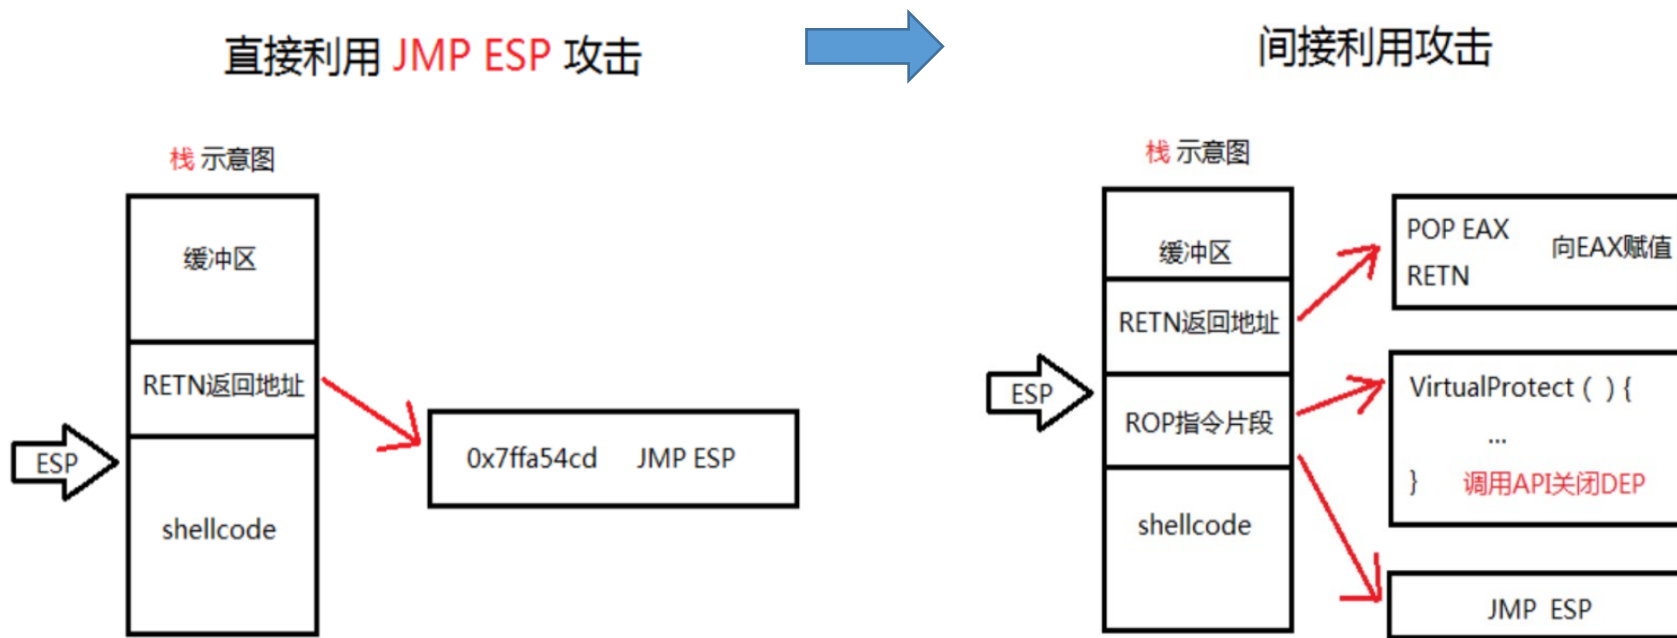 直接利用 JMP ESP 攻击
间接利用攻击
栈 示意图
缓冲区
RETN返回地址
ESP
shellcode
0x7ffa54cd JMP ESP
栈 示意图
缓冲区
RETN返回地址
ESP
ROP指令片段
shellcode
POP EAX 向EAX赋值
RETN
VirtualProtect ( ) {
...
} 调用API关闭DEP
JMP ESP